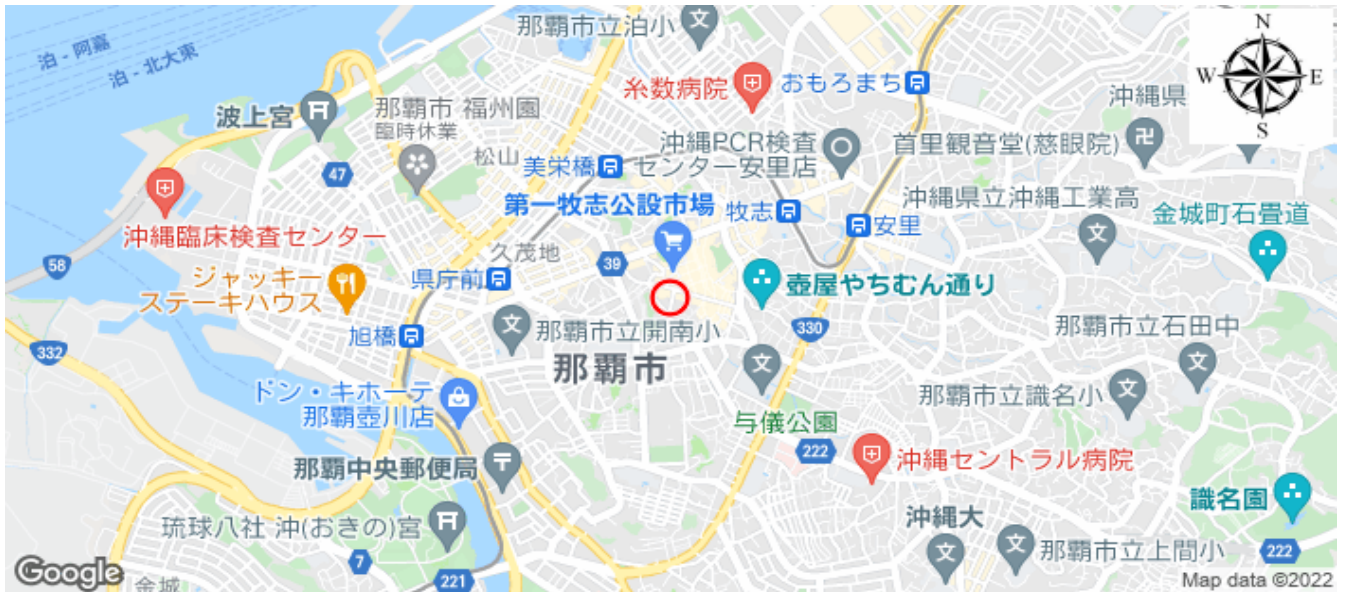 那覇市立泊小
泊 - 阿嘉
泊 - 北大東
N
W
E
S
糸数病院
おもろまち
沖縄県
波上宮
那覇市 福州園
臨時休業
松山
美栄橋
沖縄PCR検査
センター安里店
首里観音堂(慈眼院)
47
第一牧志公設市場
牧志
安里
沖縄県立沖縄工業高
金城町石畳道
沖縄臨床検査センター
久茂地
58
39
県庁前
ジャッキー
ステーキハウス
壺屋やちむん通り
旭橋
那覇市立開南小
330
那覇市立石田中
332
那覇市
ドン・キホーテ
那覇壺川店
那覇市立識名小
与儀公園
222
沖縄セントラル病院
那覇中央郵便局
識名園
琉球八社 沖(おきの)宮
沖縄大
那覇市立上間小
222
7
221
金城
Google
Map data ©2022